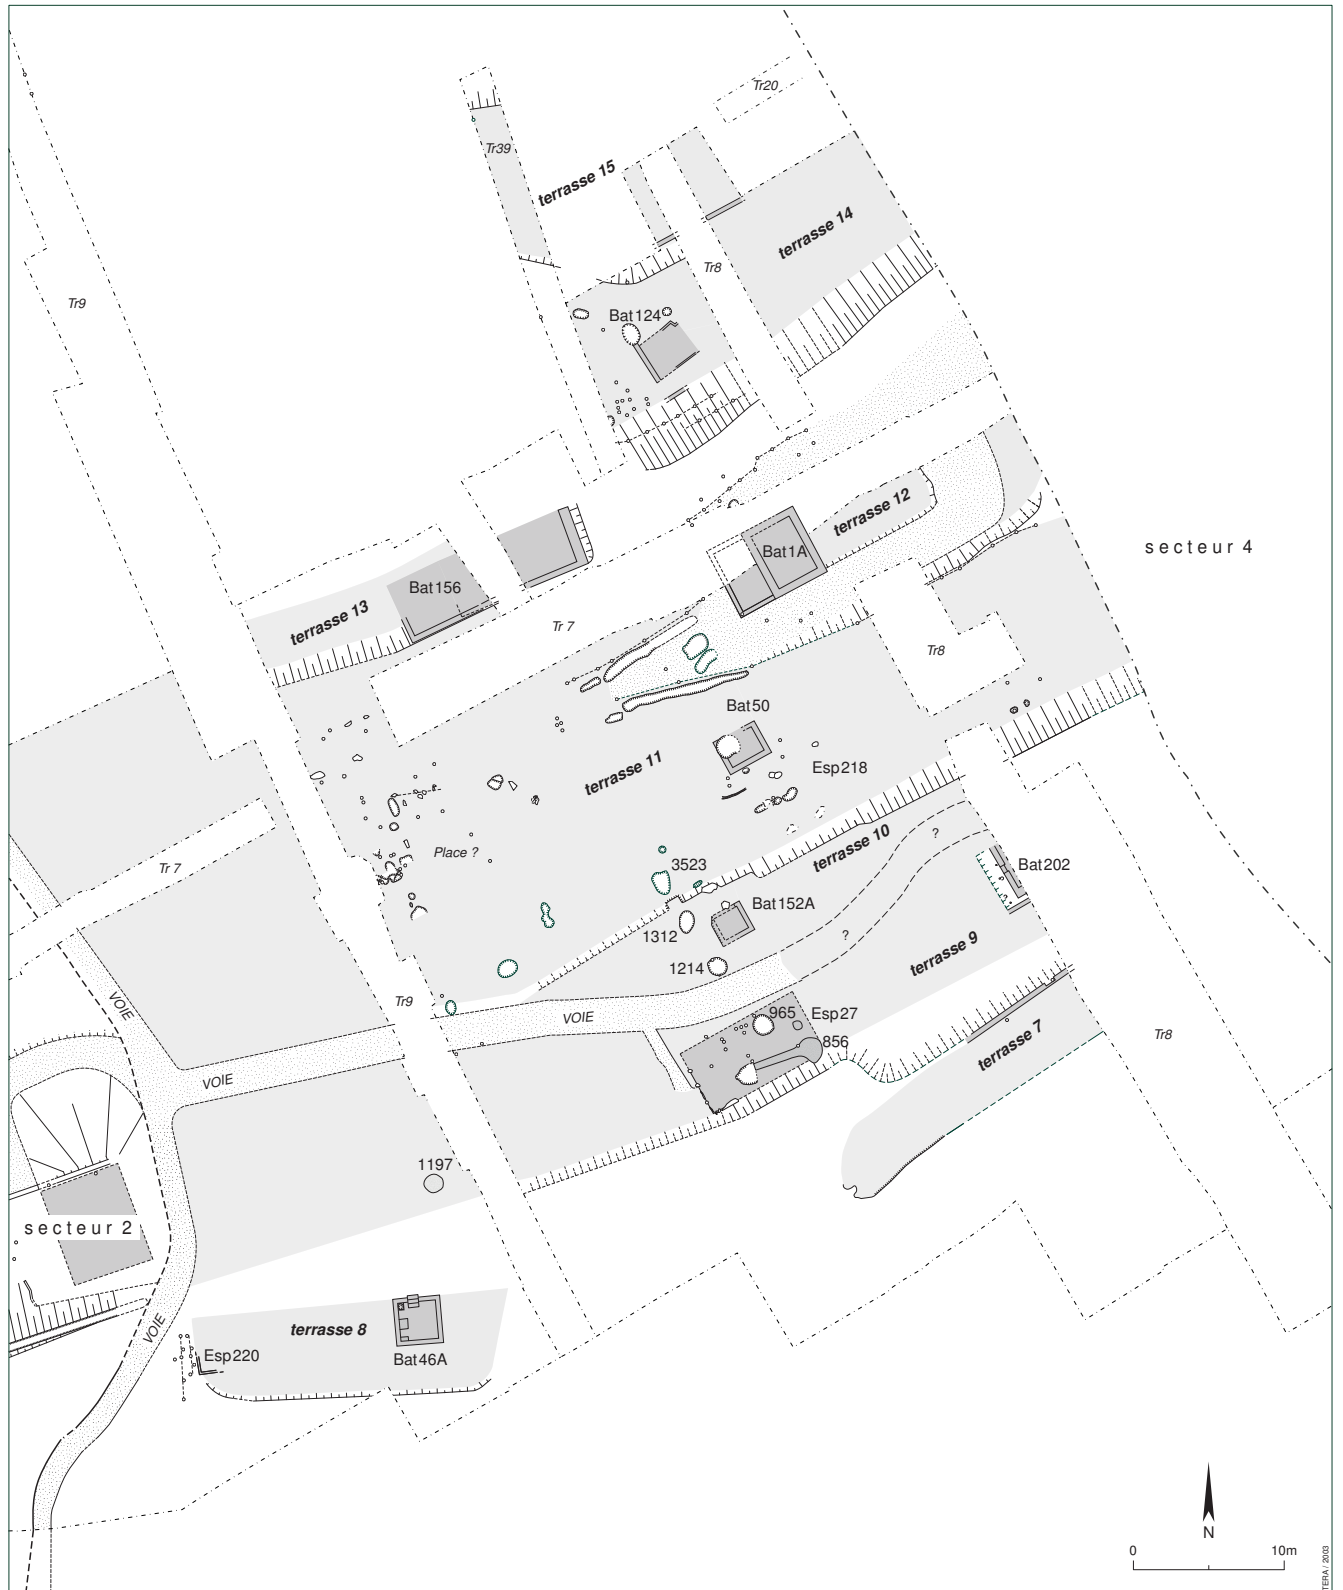 Tr20
Tr39
terrasse 15
terrasse 14
Tr8
Tr9
Bat124
terrasse 12
Bat1A
secteur 4
Bat156
terrasse 13
Tr 7
Tr8
Bat50
terrasse 11
Esp218
terrasse 10
?
Place ?
3523
Bat202
Tr 7
Bat152A
1312
?
terrasse 9
1214
VOIE
Tr9
VOIE
965
Esp27
856
terrasse 7
Tr8
VOIE
1197
secteur 2
VOIE
terrasse 8
Esp220
Bat46A
N
0
10m
TERA / 2003